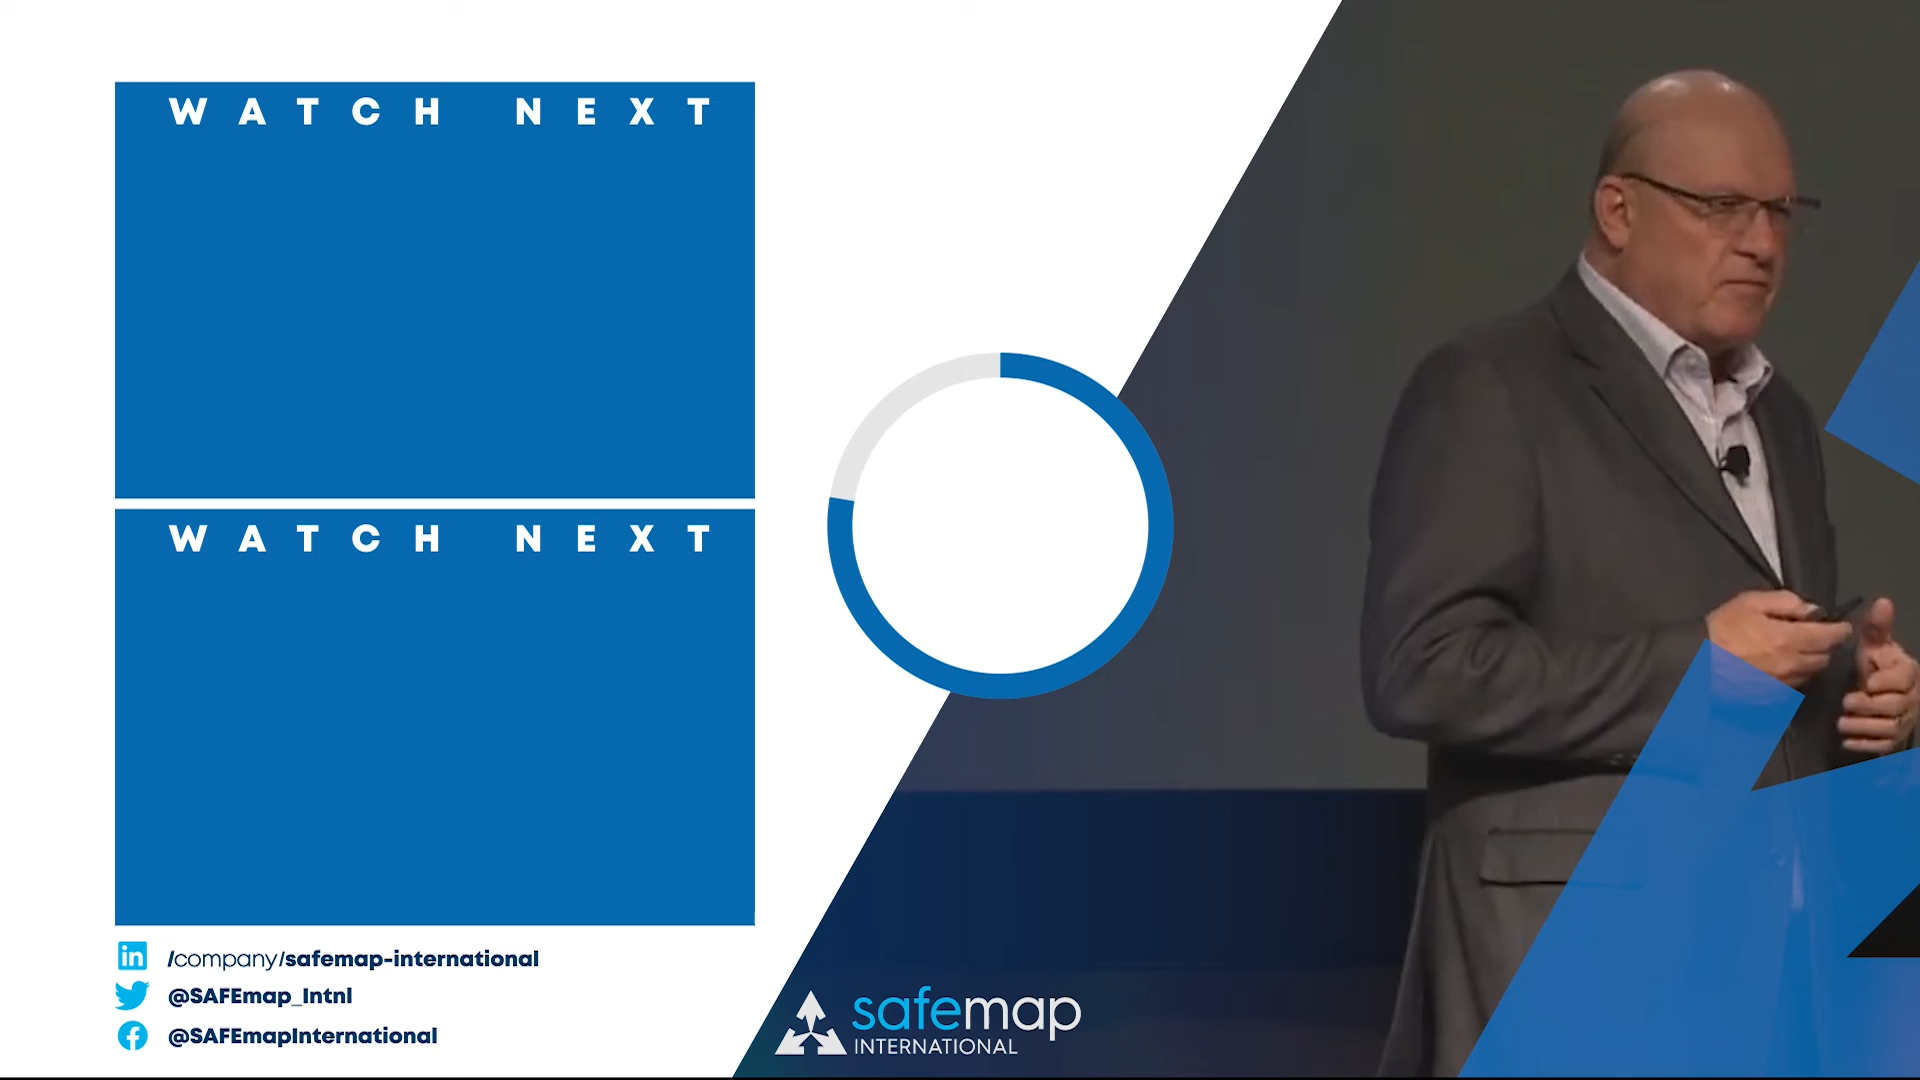 WATCH NEXT
WATCH NEXT
/company/safemap-international
@SAFEmap_Intnl
@SAFEmapInternational
safemap
INTERNATIONAL